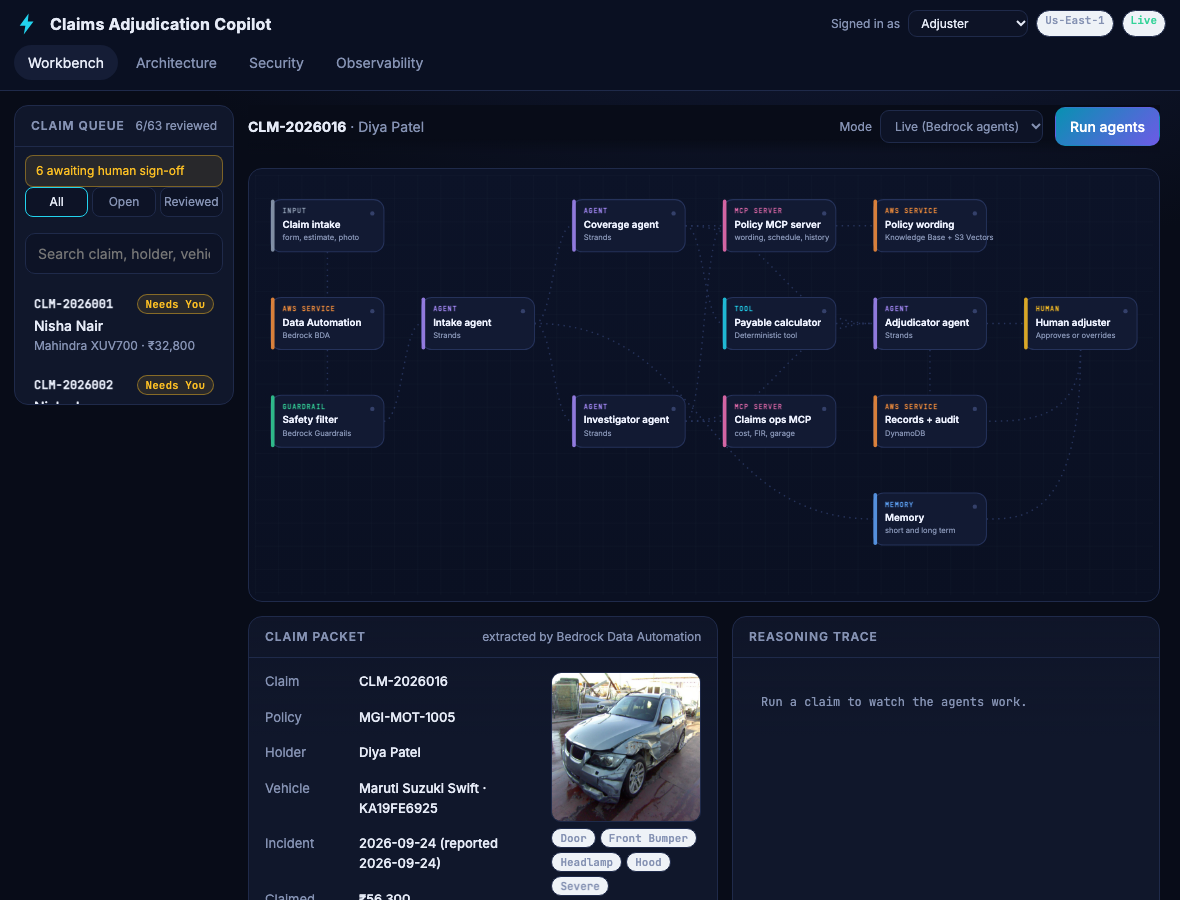 Claims Adjudication Copilot
Signed in as Adjuster Us-East-1 Live
Workbench Architecture Security Observability
CLAIM QUEUE 6/63 reviewed
6 awaiting human sign-off
All Open Reviewed
Search claim, holder, vehi
CLM-2026001 Needs You
Nisha Nair
Mahindra XUV700 · ₹32,800
CLM-2026002 Needs You
CLM-2026016 · Diya Patel
Mode Live (Bedrock agents) Run agents
INPUT
Claim intake
form, estimate, photo
AGENT
Coverage agent
Strands
MCP SERVER
Policy MCP server
wording, schedule, history
AWS SERVICE
Policy wording
Knowledge Base + S3 Vectors
AWS SERVICE
Data Automation
Bedrock BDA
AGENT
Intake agent
Strands
TOOL
Payable calculator
Deterministic tool
AGENT
Adjudicator agent
Strands
HUMAN
Human adjuster
Approves or overrides
GUARDRAIL
Safety filter
Bedrock Guardrails
AGENT
Investigator agent
Strands
MCP SERVER
Claims ops MCP
cost, FIR, garage
AWS SERVICE
Records + audit
DynamoDB
MEMORY
Memory
short and long term
CLAIM PACKET extracted by Bedrock Data Automation
Claim CLM-2026016
Policy MGI-MOT-1005
Holder Diya Patel
Vehicle Maruti Suzuki Swift ·
KA19FE6925
Incident 2026-09-24 (reported
2026-09-24)
Claimed ₹56,300
Door Front Bumper
Headlamp Hood
Severe
REASONING TRACE
Run a claim to watch the agents work.